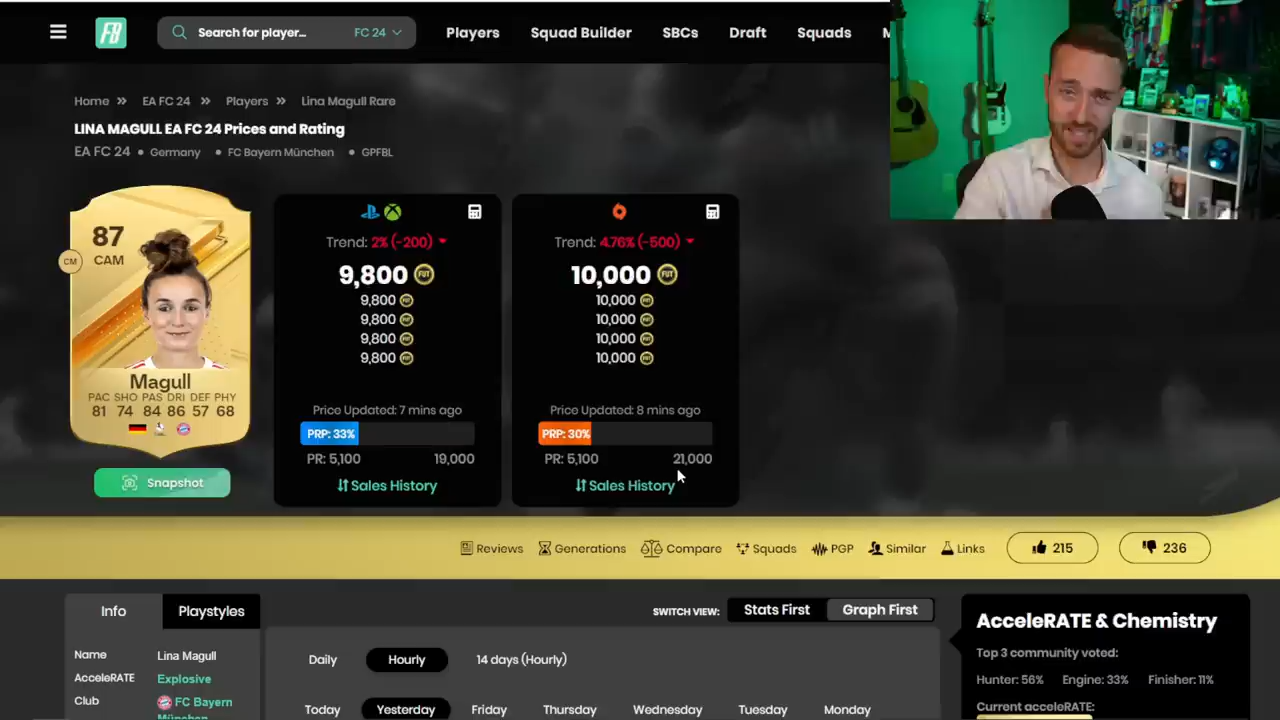 FB
Search for player...
FC 24
Players
Squad Builder
SBCs
Draft
Squads
M
Home » EA FC 24 » Players » Lina Magull Rare
LINA MAGULL EA FC 24 Prices and Rating
EA FC 24 • Germany • FC Bayern München • GPFBL
87
CAM
CM
Magull
PAC SHO PAS DRI DEF PHY
81 74 84 86 57 68
Snapshot
Trend: 2% (-200)
9,800 FUT
9,800
9,800
9,800
9,800
Price Updated: 7 mins ago
PRP: 33%
PR: 5,100 19,000
Sales History
Trend: 4.76% (-500)
10,000 FUT
10,000
10,000
10,000
10,000
Price Updated: 8 mins ago
PRP: 30%
PR: 5,100 21,000
Sales History
Reviews
Generations
Compare
Squads
PGP
Similar
Links
215
236
Info
Playstyles
Name Lina Magull
AcceleRATE Explosive
Club FC Bayern
München
SWITCH VIEW: Stats First Graph First
Daily Hourly 14 days (Hourly)
Today Yesterday Friday Thursday Wednesday Tuesday Monday
AcceleRATE & Chemistry
Top 3 community voted:
Hunter: 56% Engine: 33% Finisher: 11%
Current acceleRATE: